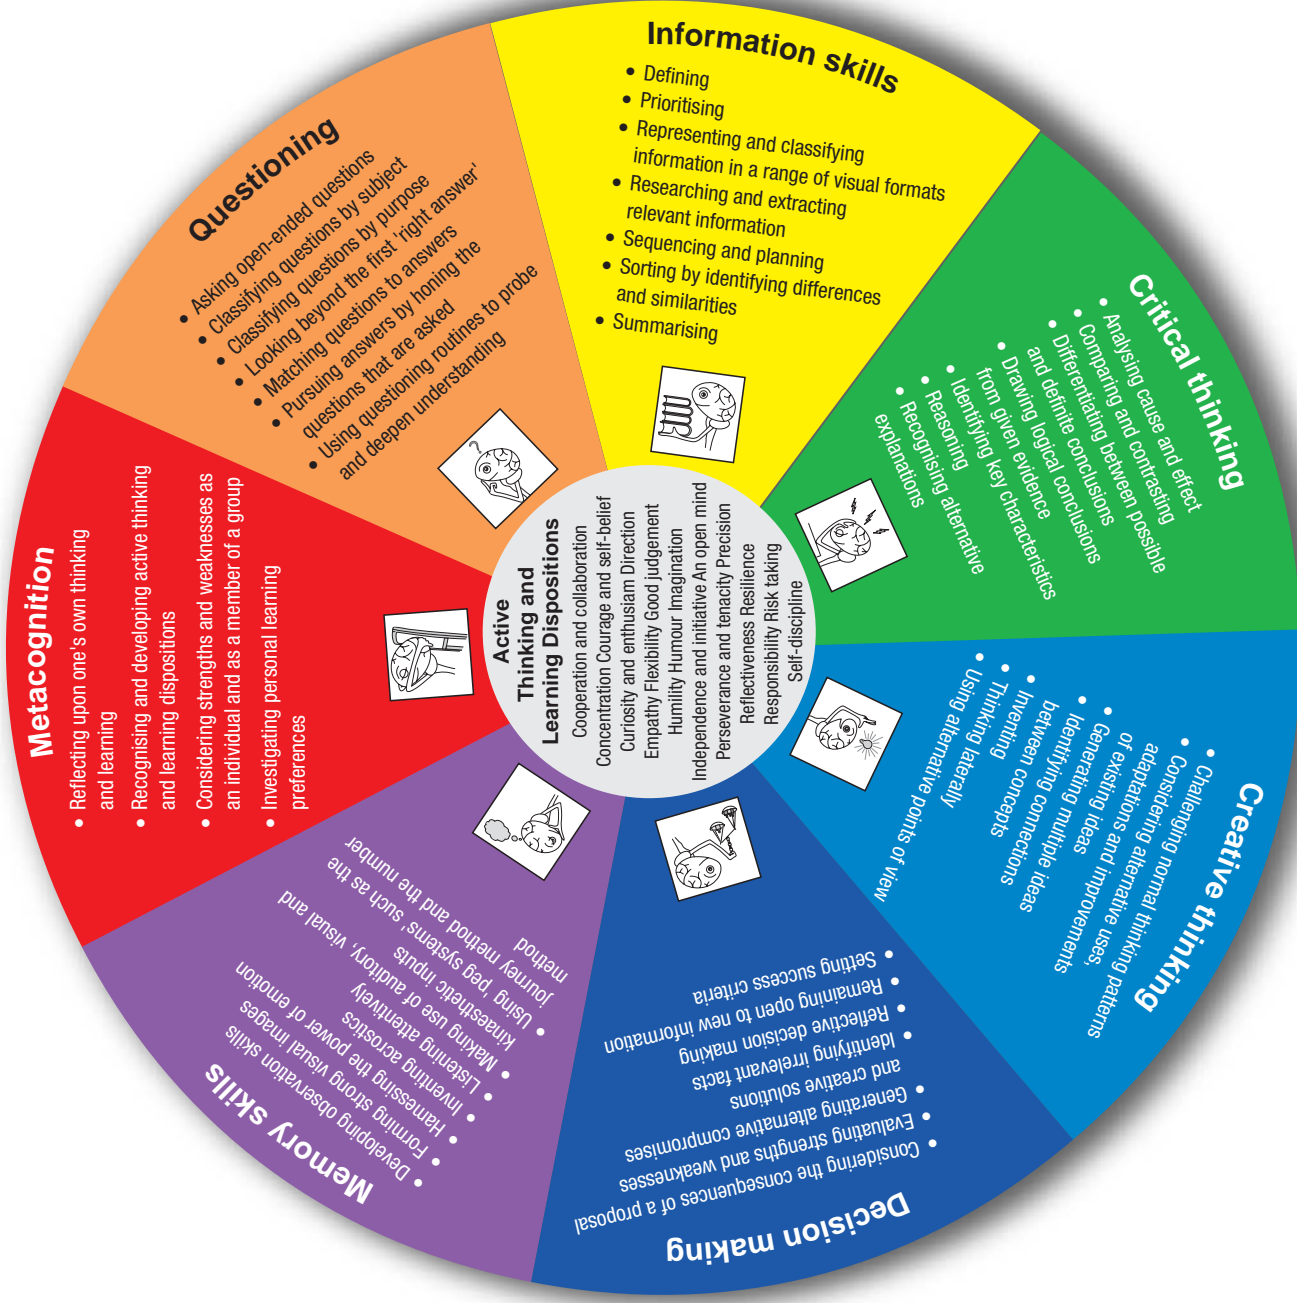 Information skills
• Defining
• Prioritising
• Representing and classifying
information in a range of visual formats
• Researching and extracting
relevant information
• Sequencing and planning
• Sorting by identifying differences
and similarities
• Summarising
Critical thinking
• Analysing cause and effect
• Comparing and contrasting
• Differentiating between possible
and definite conclusions
• Drawing logical conclusions
from given evidence
• Identifying key characteristics
• Reasoning
• Recognising alternative
explanations
Creative thinking
• Challenging normal thinking patterns
• Considering alternative uses,
adaptations and improvements
of existing ideas
• Generating multiple ideas
• Identifying connections
between concepts
• Inventing
• Thinking laterally
• Using alternative points of view
Decision making
• Considering the consequences of a proposal
• Evaluating strengths and weaknesses
• Generating alternative compromises
and creative solutions
• Identifying irrelevant facts
• Reflective decision making
• Remaining open to new information
• Setting success criteria
Memory skills
• Developing observation skills
• Forming strong visual images
• Harnessing the power of emotion
• Inventing acrostics
• Listening attentively
• Making use of auditory, visual and
kinaesthetic inputs
• Using 'peg systems' such as the
journey method and the number
method
Metacognition
• Reflecting upon one's own thinking
and learning
• Recognising and developing active thinking
and learning dispositions
• Considering strengths and weaknesses as
an individual and as a member of a group
• Investigating personal learning
preferences
Questioning
• Asking open-ended questions
• Classifying questions by subject
• Classifying questions by purpose
• Looking beyond the first 'right answer'
• Matching questions to answers
• Pursuing answers by honing the
questions that are asked
• Using questioning routines to probe
and deepen understanding
Active
Thinking and
Learning Dispositions
Cooperation and collaboration
Concentration Courage and self-belief
Curiosity and enthusiasm Direction
Empathy Flexibility Good judgement
Humility Humour Imagination
Independence and initiative An open mind
Perseverance and tenacity Precision
Reflectiveness Resilience
Responsibility Risk taking
Self-discipline